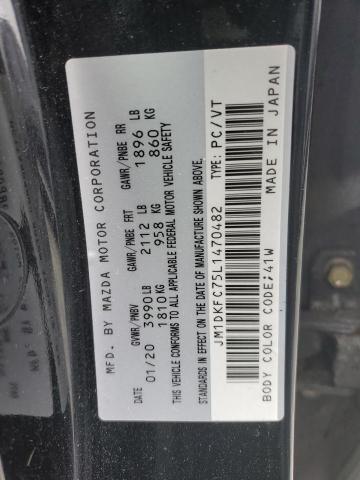 MFD. BY MAZDA MOTOR CORPORATION
GVWR/PNBV GAWR/PNBE FRT GAWR/PNBE RR
DATE
01/20 3990 LB 2112 LB 1896 LB
1810 KG 958 KG 860 KG
THIS VEHICLE CONFORMS TO ALL APPLICABLE FEDERAL MOTOR VEHICLE SAFETY
STANDARDS IN EFFECT ON THE DATE OF MANUFACTURE SHOWN ABOVE.
JM1DKFC75L1470482 TYPE: PC/VT
BODY COLOR CODE;41W MADE IN JAPAN